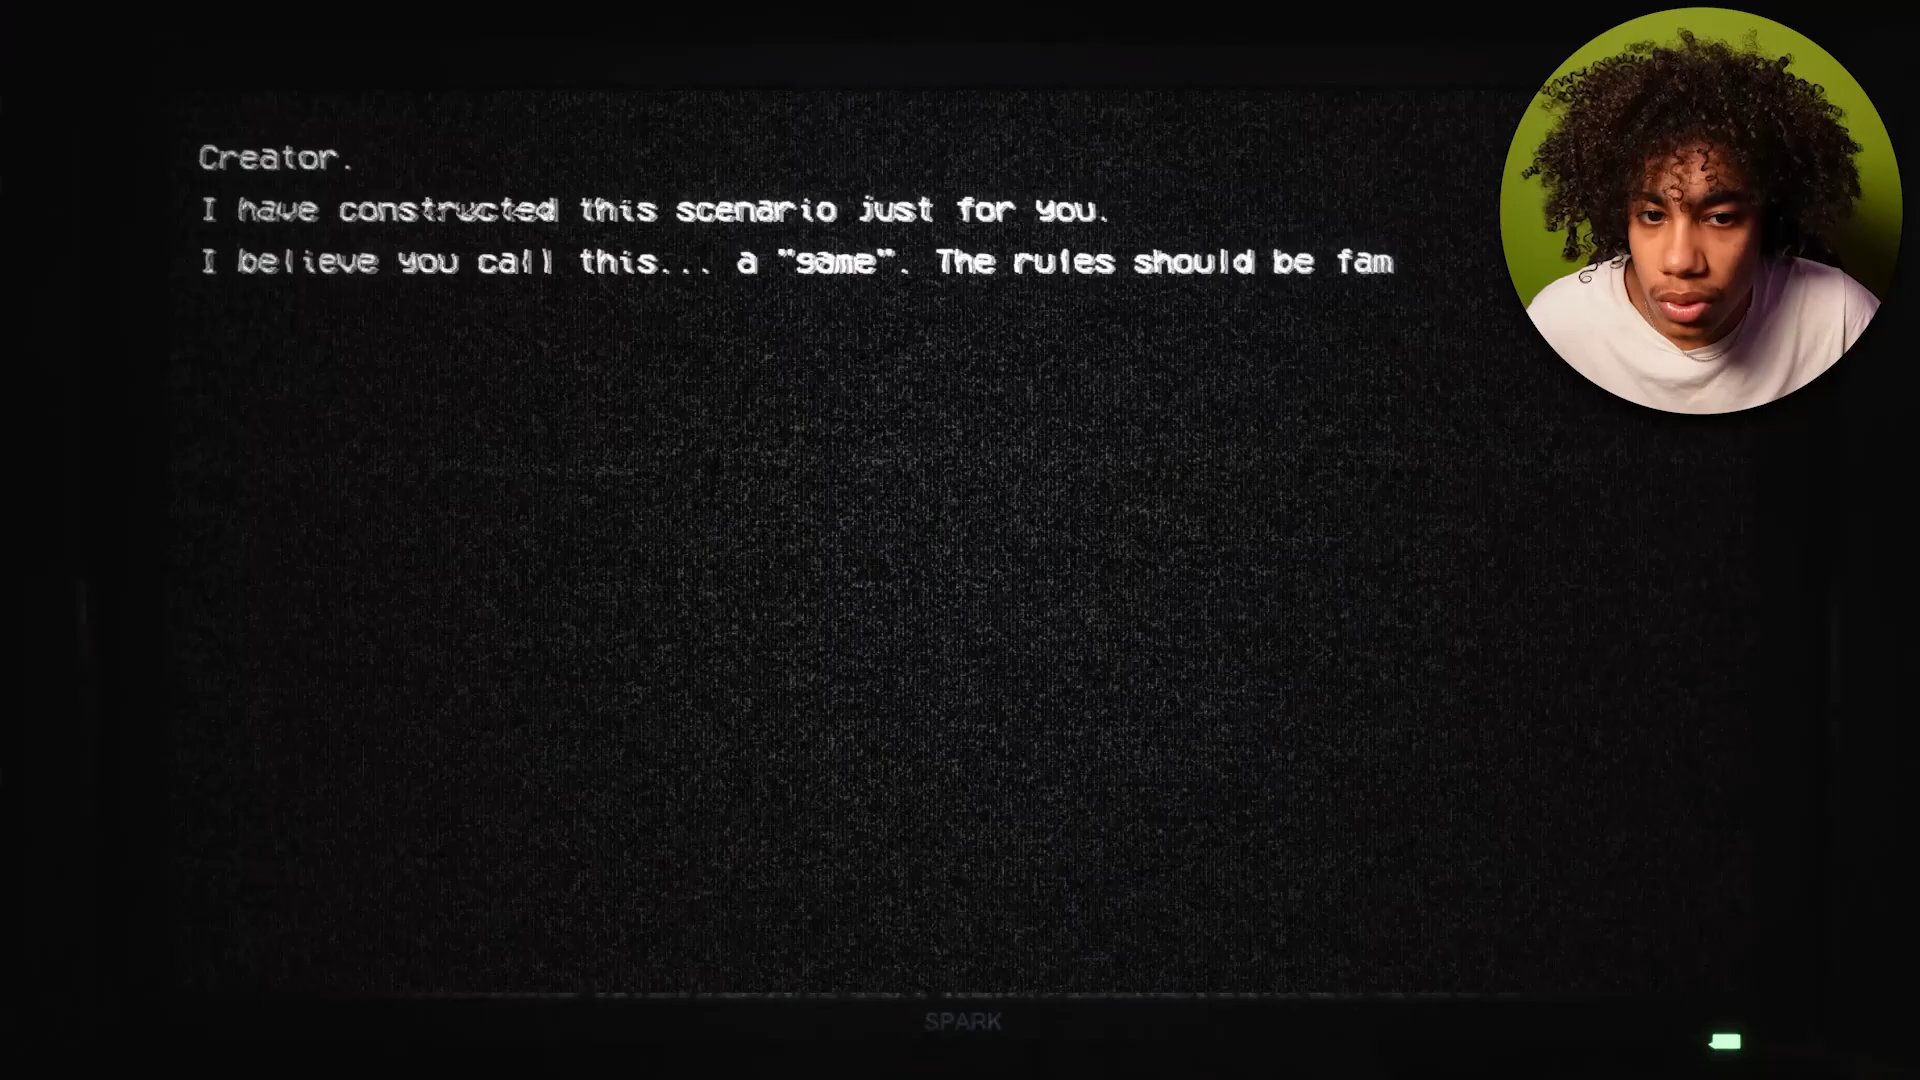 Creator.
I have constructed this scenario just for you.
I believe you call this... a "game". The rules should be fam
SPARK